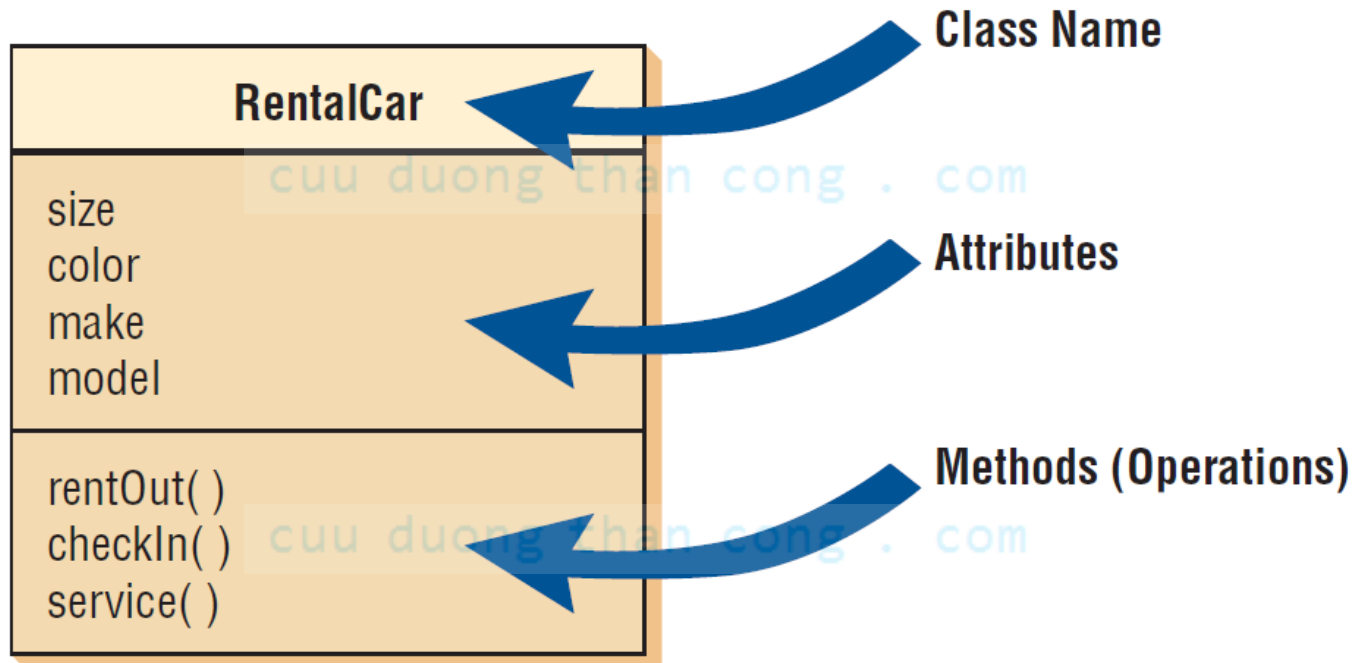 Class Name
RentalCar
cuu duong than cong . com
size
color
make
model
Attributes
Methods (Operations)
rentOut( )
checkIn( )
service( )
cuu duong than cong . com